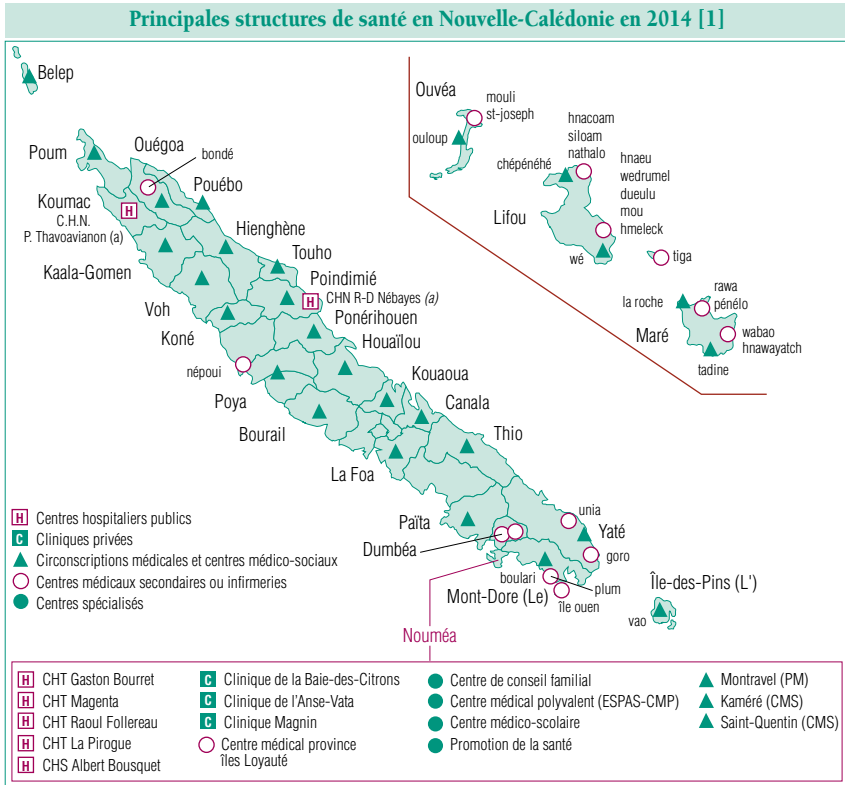 Principales structures de santé en Nouvelle-Calédonie en 2014 [1]
Belep
Poum
Ouégoa
bondé
Pouébo
Koumac
C.H.N.
P. Thavoavianon (a)
Hienghène
Touho
Kaala-Gomen
Poindimié
CHN R-D Nébayes (a)
Voh
Ponérihouen
Koné
Houaïlou
népoui
Kouaoua
Poya
Canala
Bourail
Thio
La Foa
Païta
Dumbéa
unia
Yaté
goro
boulari
plum
Mont-Dore (Le)
île ouen
Île-des-Pins (L')
vao
Nouméa
Ouvéa
mouli
st-joseph
ouloup
hnacoam
siloam
nathalo
chépénéhé
hnaeu
wedrumel
dueulu
mou
hmeleck
Lifou
wé
tiga
la roche
rawa
pénélo
Maré
wabao
hnawayatch
tadine
H Centres hospitaliers publics
C Cliniques privées
Circonscriptions médicales et centres médico-sociaux
Centres médicaux secondaires ou infirmeries
Centres spécialisés
H
H
H CHT Gaston Bourret
H CHT Magenta
H CHT Raoul Follereau
H CHT La Pirogue
H CHS Albert Bousquet
C Clinique de la Baie-des-Citrons
C Clinique de l'Anse-Vata
C Clinique Magnin
Centre médical province
îles Loyauté
Centre de conseil familial
Centre médical polyvalent (ESPAS-CMP)
Centre médico-scolaire
Promotion de la santé
Montravel (PM)
Kaméré (CMS)
Saint-Quentin (CMS)